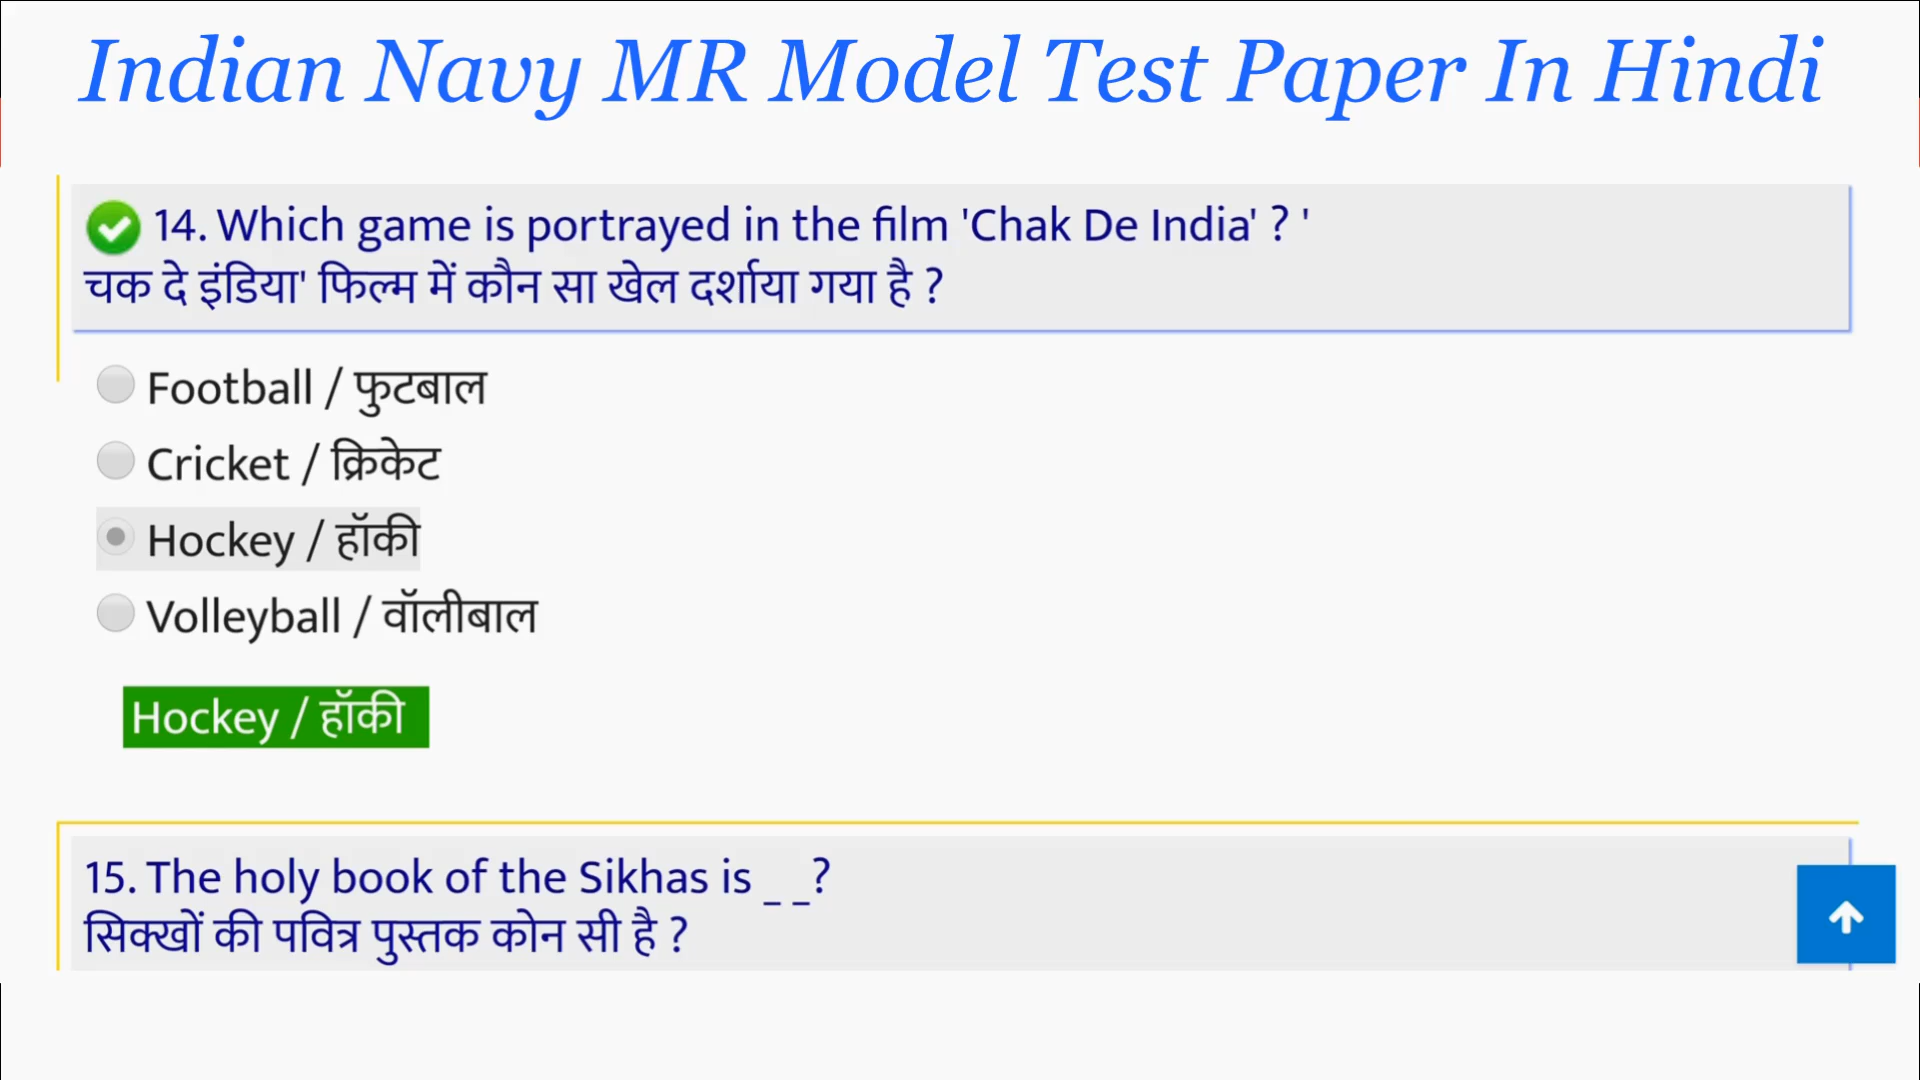 Indian Navy MR Model Test Paper In Hindi
14. Which game is portrayed in the film 'Chak De India' ? '
चक दे इंडिया' फिल्म में कौन सा खेल दर्शाया गया है ?
Football / फुटबाल
Cricket / क्रिकेट
Hockey / हॉकी
Volleyball / वॉलीबाल
Hockey / हॉकी
15. The holy book of the Sikhas is _ _?
सिक्खों की पवित्र पुस्तक कोन सी है ?